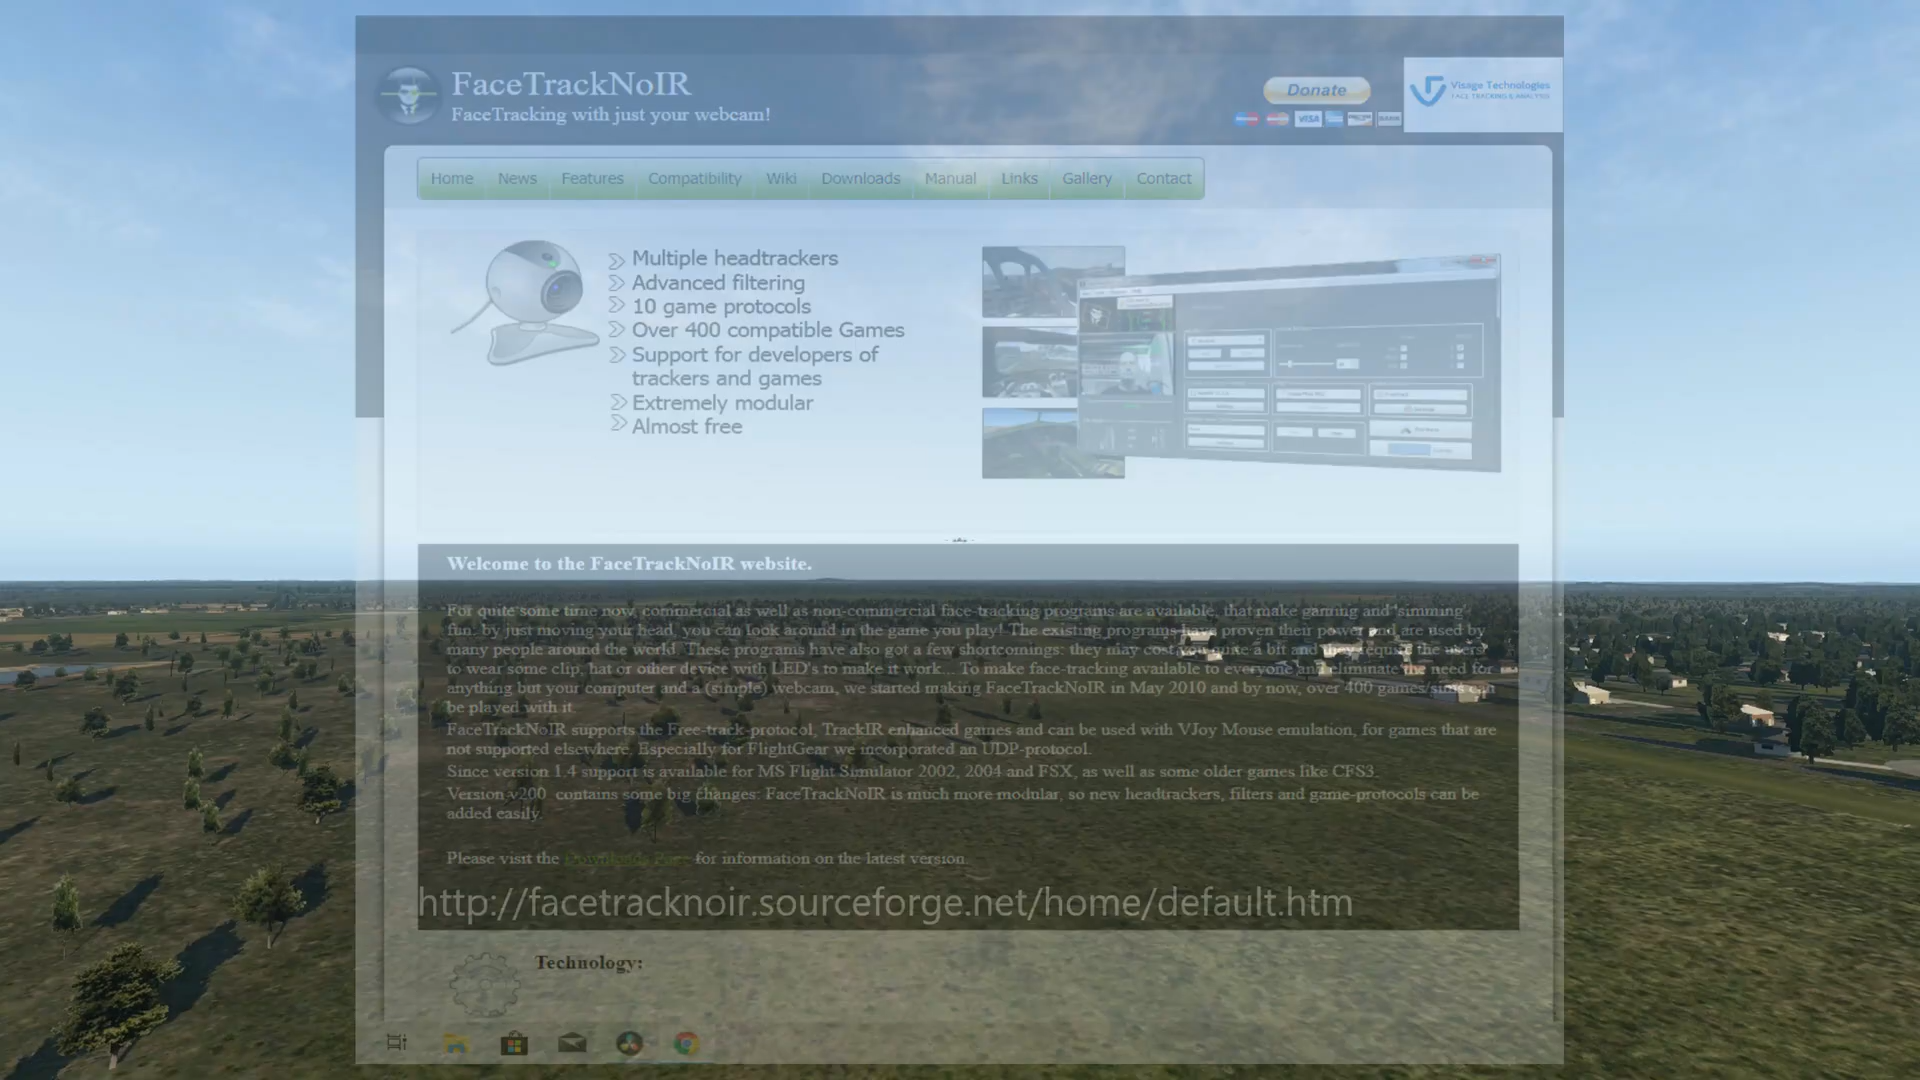 FaceTrackNoIR
FaceTracking with just your webcam!
Donate
Visage Technologies
FACE TRACKING & ANALYSIS
VISA
Home News Features Compatibility Wiki Downloads Manual Links Gallery Contact
Multiple headtrackers
Advanced filtering
10 game protocols
Over 400 compatible Games
Support for developers of
trackers and games
Extremely modular
Almost free
Welcome to the FaceTrackNoIR website.
For quite some time now, commercial as well as non-commercial face-tracking programs are available, that make gaming and 'simming'
fun: by just moving your head, you can look around in the game you play! The existing programs have proven their power and are used by
many people around the world. These programs have also got a few shortcomings: they may cost you quite a bit and they require the users
to wear some clip, hat or other device with LED's to make it work... To make face-tracking available to everyone and eliminate the need for
anything but your computer and a (simple) webcam, we started making FaceTrackNoIR in May 2010 and by now, over 400 games/sims can
be played with it.
FaceTrackNoIR supports the Free-track-protocol, TrackIR enhanced games and can be used with VJoy Mouse emulation, for games that are
not supported elsewhere. Especially for FlightGear we incorporated an UDP-protocol.
Since version 1.4 support is available for MS Flight Simulator 2002, 2004 and FSX, as well as some older games like CFS3.
Version v200 contains some big changes: FaceTrackNoIR is much more modular, so new headtrackers, filters and game-protocols can be
added easily.
Please visit the Downloads Page for information on the latest version.
http://facetracknoir.sourceforge.net/home/default.htm
Technology: